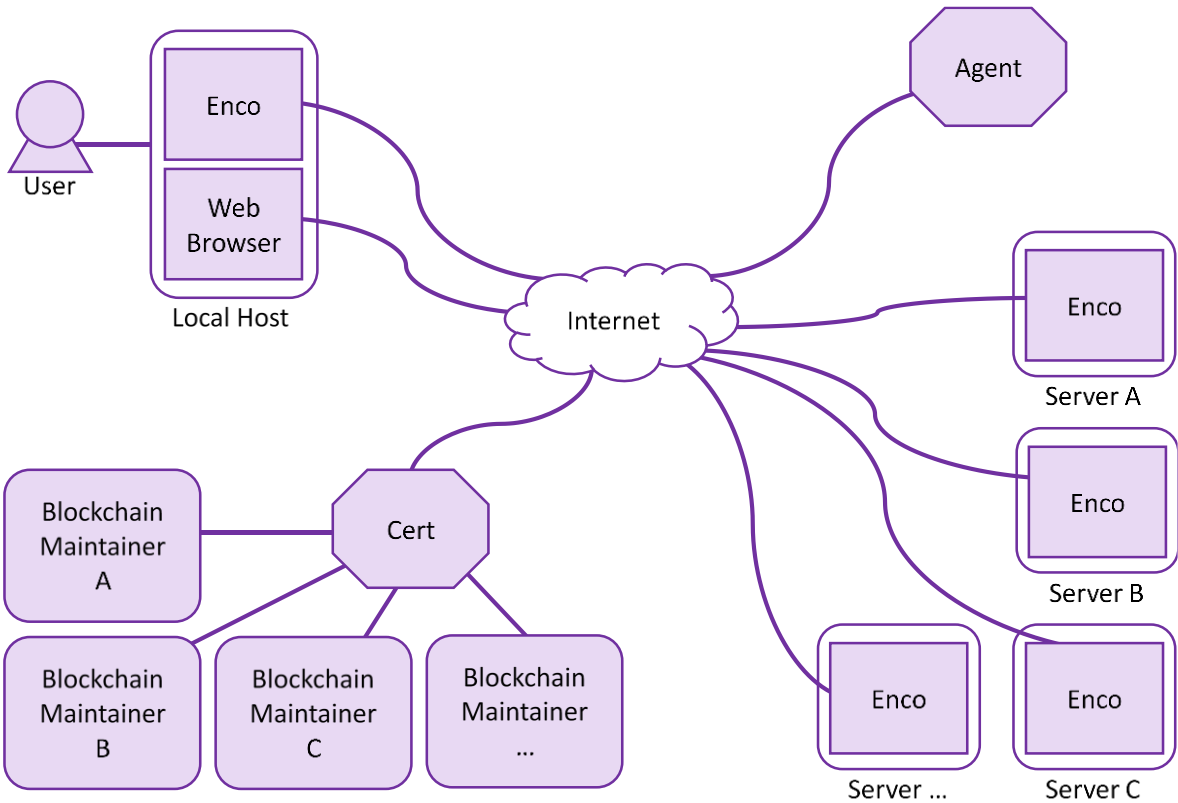 Agent
Enco
User
Web
Browser
Local Host
Internet
Enco
Server A
Enco
Server B
Cert
Blockchain
Maintainer
A
Blockchain
Maintainer
B
Blockchain
Maintainer
C
Blockchain
Maintainer
...
Enco
Server ...
Enco
Server C